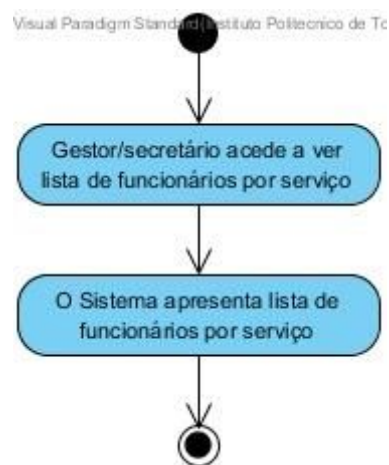 Visual Paradigm Standard(Instituto Politecnico de To
Gestor/secretário acede a ver
lista de funcionários por serviço
O Sistema apresenta lista de
funcionários por serviço